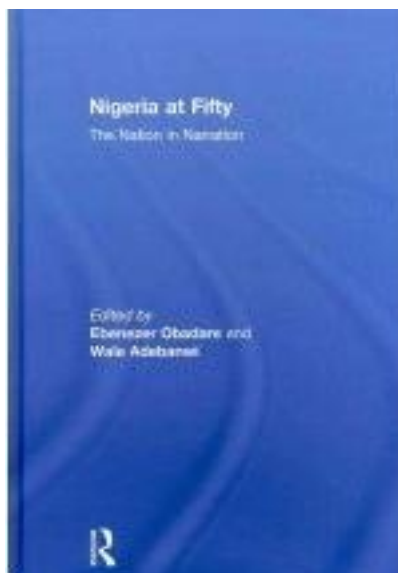 Nigeria at Fifty
The Nation in Narration
Edited by
Ebenezer Obadare and
Wale Adebanwi
R